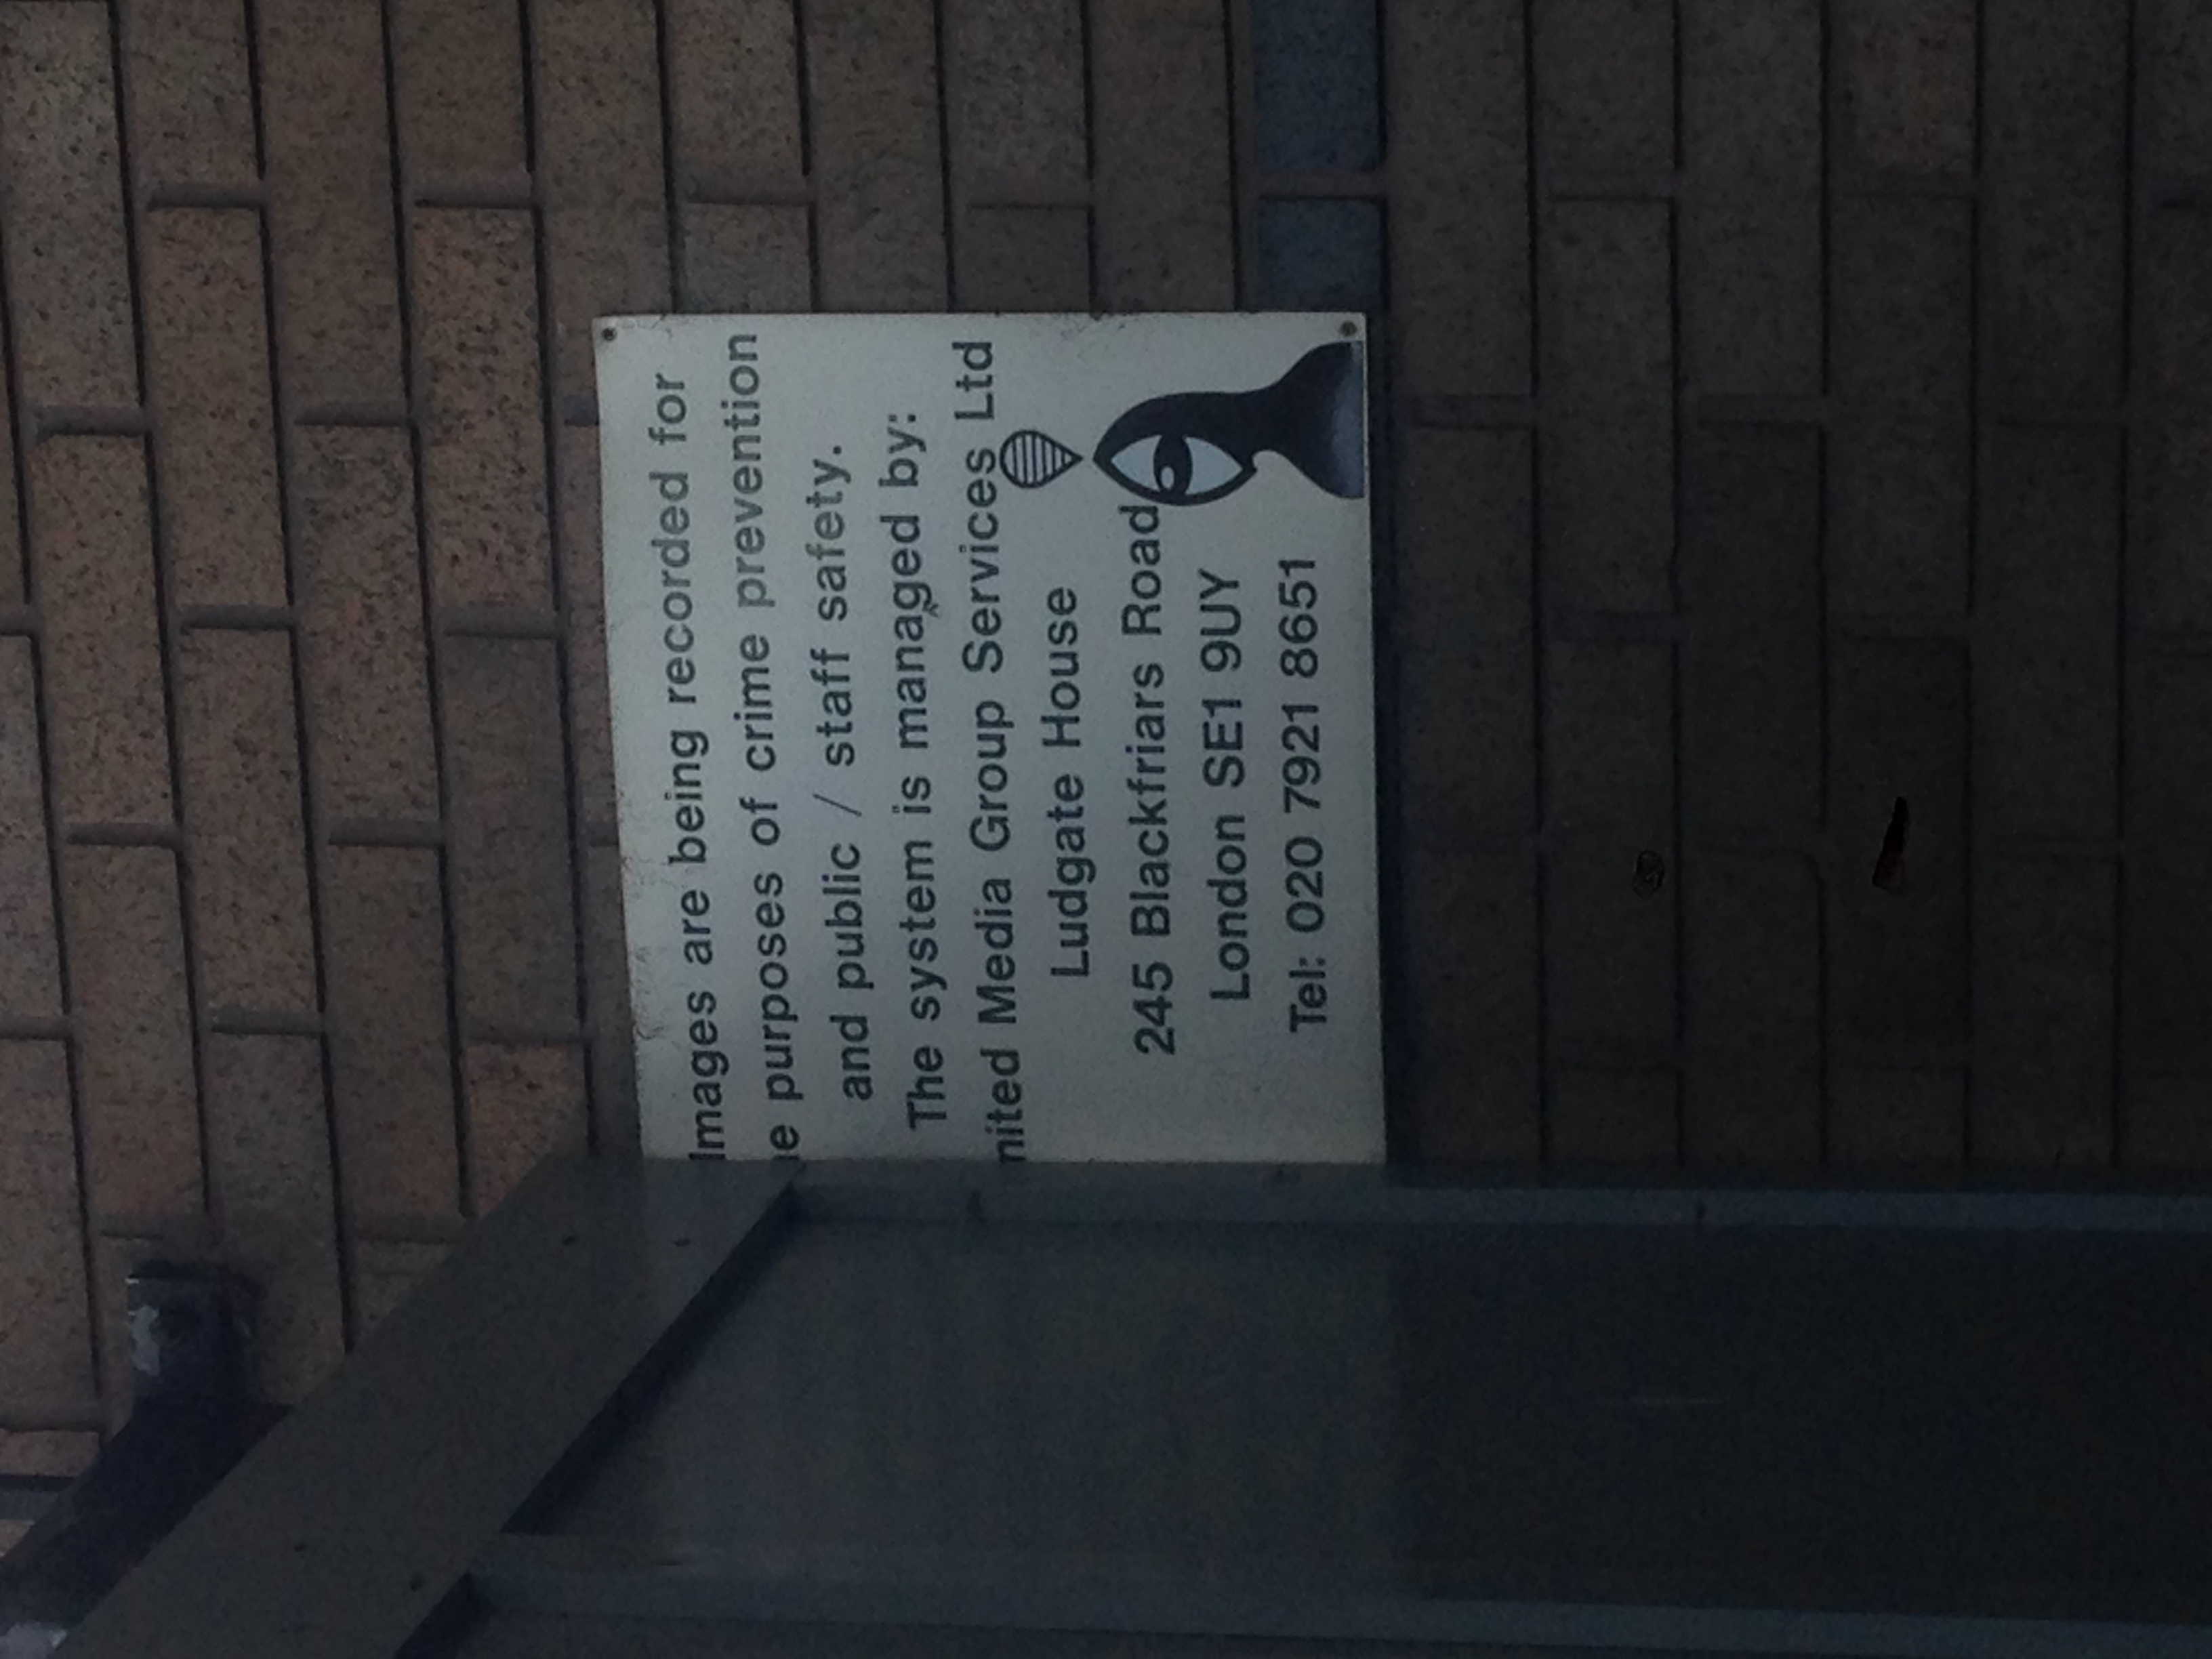 Images are being recorded for
e purposes of crime prevention
and public / staff safety.
The system is managed by:
nited Media Group Services Ltd
Ludgate House
245 Blackfriars Road
London SE1 9UY
Tel: 020 7921 8651